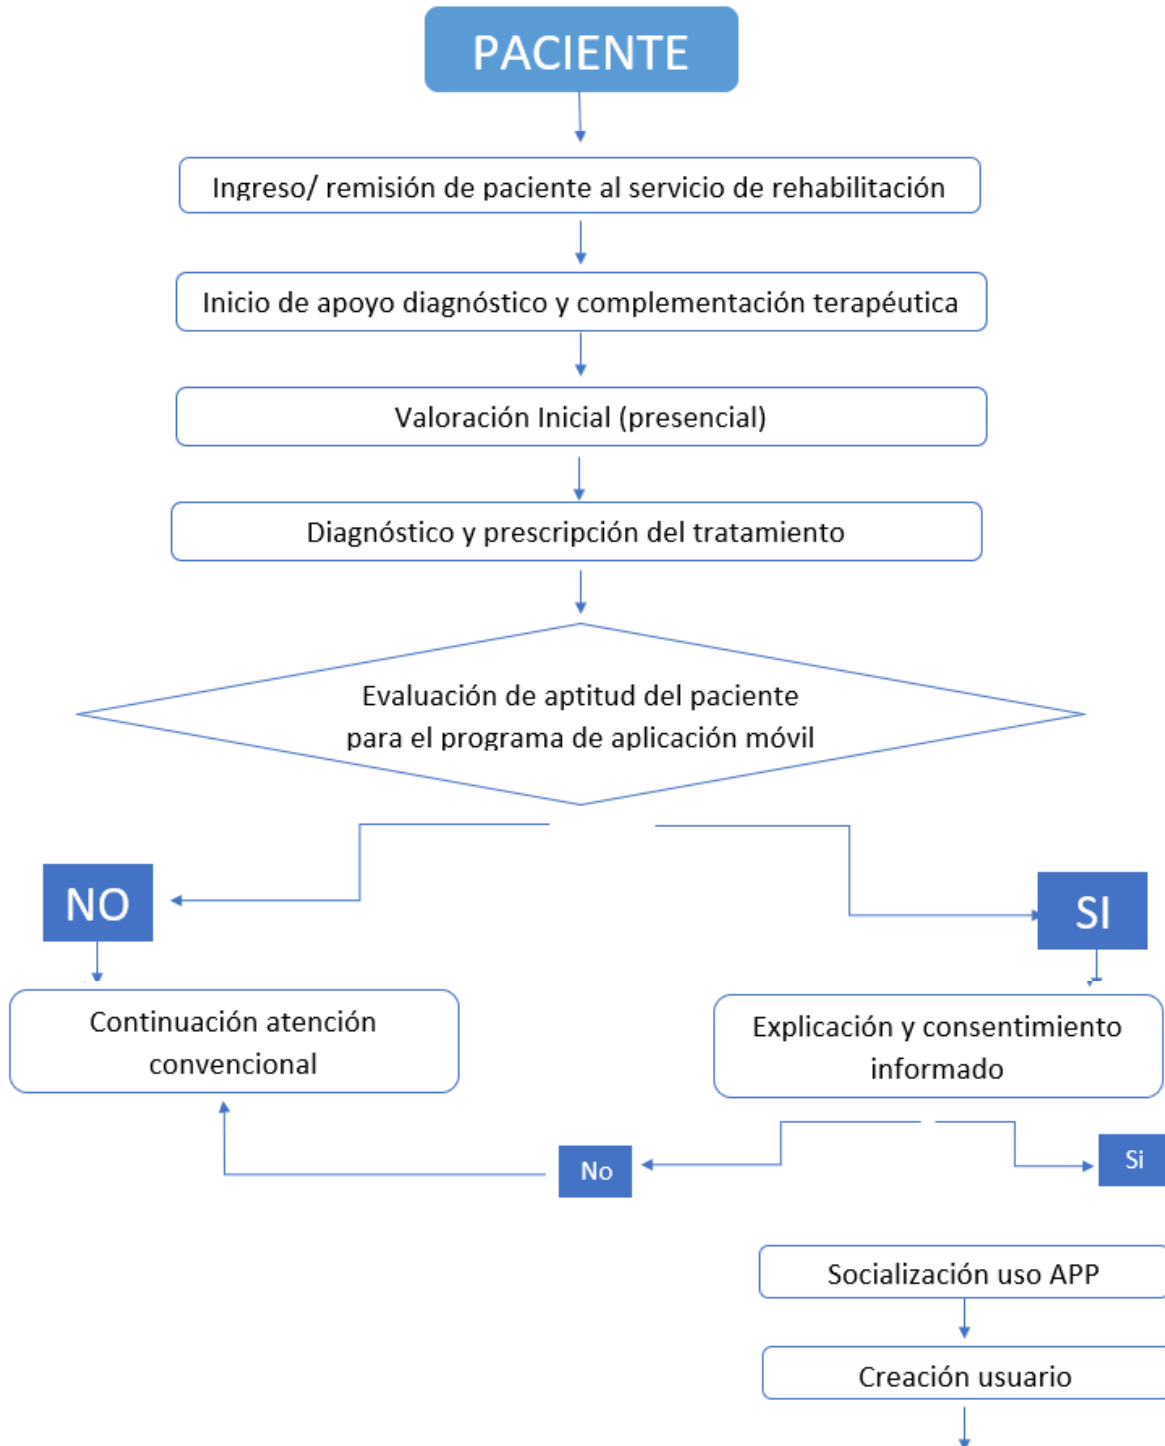 PACIENTE
Ingreso/ remisión de paciente al servicio de rehabilitación
Inicio de apoyo diagnóstico y complementación terapéutica
Valoración Inicial (presencial)
Diagnóstico y prescripción del tratamiento
Evaluación de aptitud del paciente
para el programa de aplicación móvil
NO
SI
Continuación atención
convencional
Explicación y consentimiento
informado
No
Si
Socialización uso APP
Creación usuario